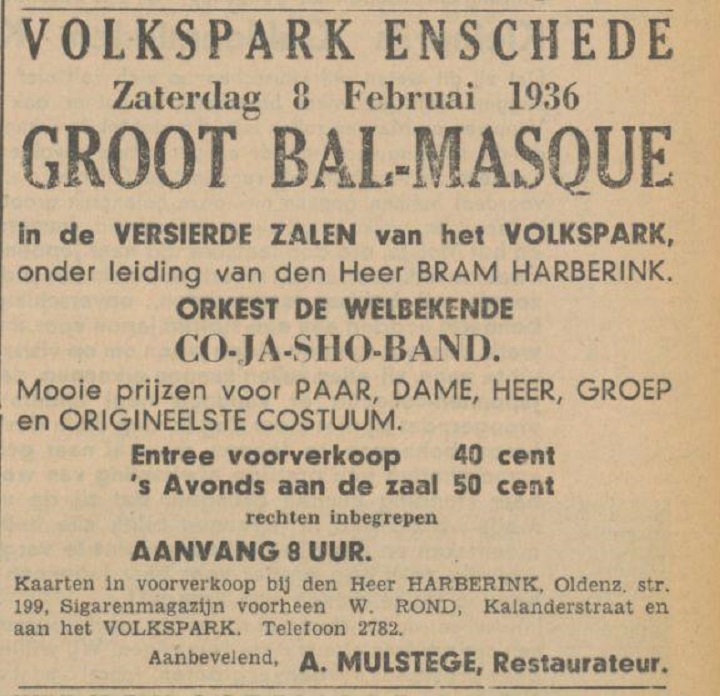 VOLKSPARK ENSCHEDE
Zaterdag 8 Februai 1936
GROOT BAL-MASQUE
in de VERSIERDE ZALEN van het VOLKSPARK,
onder leiding van den Heer BRAM HARBERINK.
ORKEST DE WELBEKENDE
CO-JA-SHO-BAND.
Mooie prijzen voor PAAR, DAME, HEER, GROEP
en ORIGINEELSTE COSTUUM.
Entree voorverkoop 40 cent
's Avonds aan de zaal 50 cent
rechten inbegrepen
AANVANG 8 UUR.
Kaarten in voorverkoop bij den Heer HARBERINK, Oldenz. str.
199, Sigarenmagazijn voorheen W. ROND, Kalanderstraat en
aan het VOLKSPARK. Telefoon 2782.
Aanbevelend, A. MULSTEGE, Restaurateur.